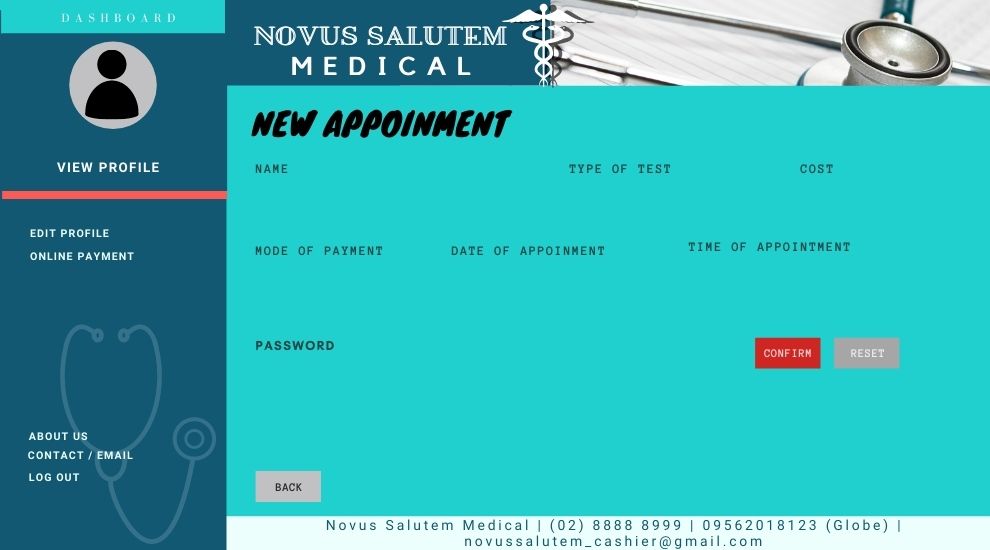 DASHBOARD
NOVUS SALUTEM
MEDICAL
VIEW PROFILE
EDIT PROFILE
ONLINE PAYMENT
ABOUT US
CONTACT / EMAIL
LOG OUT
NEW APPOINMENT
NAME TYPE OF TEST COST
MODE OF PAYMENT DATE OF APPOINMENT TIME OF APPOINTMENT
PASSWORD
CONFIRM RESET
BACK
Novus Salutem Medical | (02) 8888 8999 | 09562018123 (Globe) |
novussalutem_cashier@gmail.com